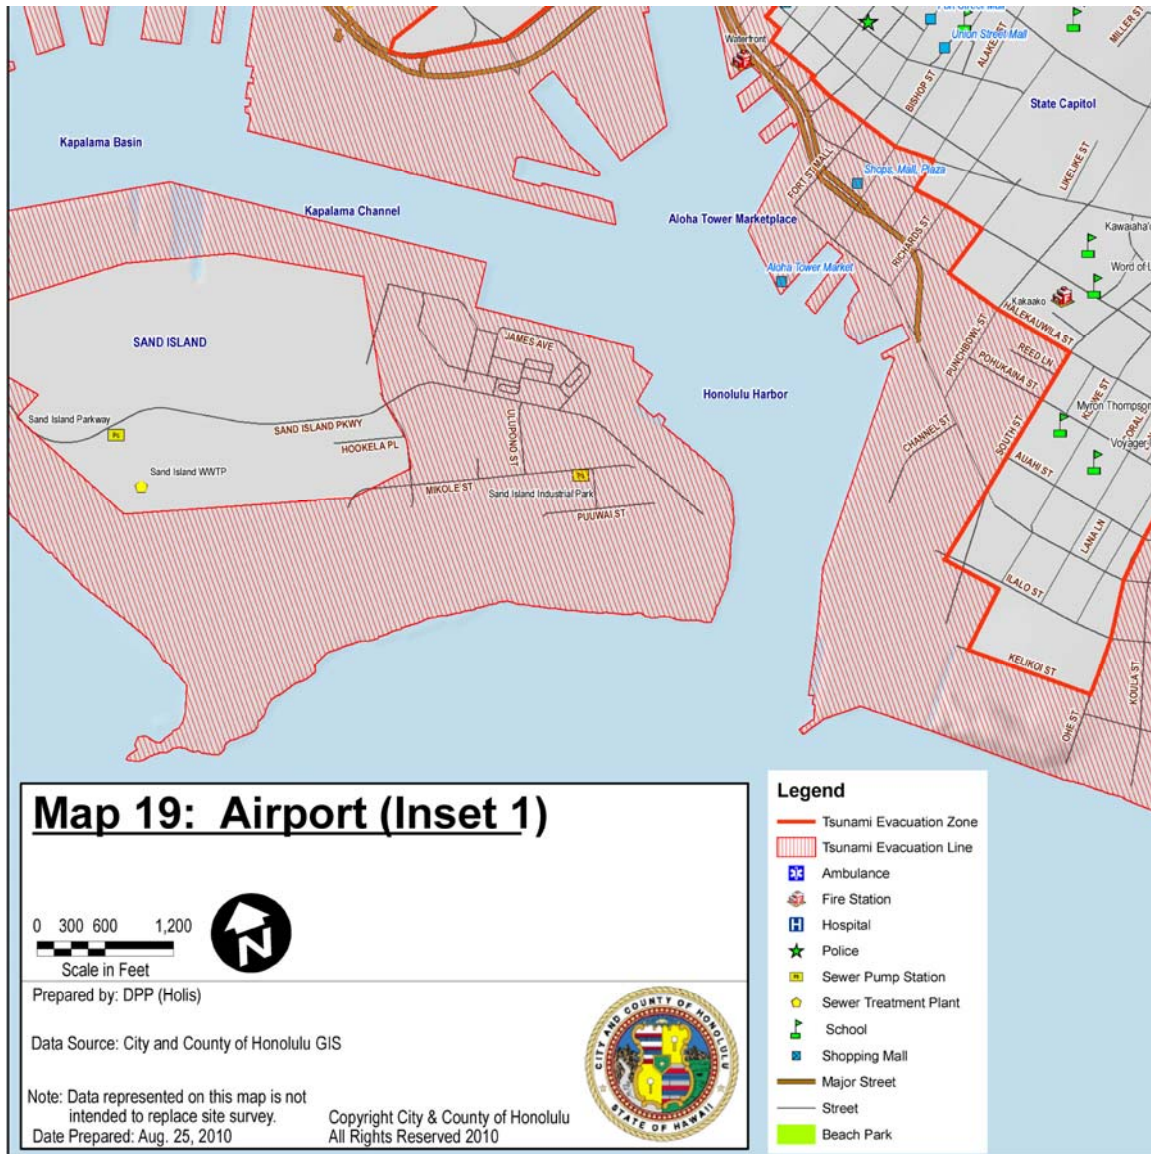 Fort Street Mall
Union Street Mall
MILLER ST
ALAKEA ST
BISHOP ST
Waterfront
State Capitol
Kapalama Basin
LIKELIKE ST
FORT ST MALL
Shops, Mall, Plaza
Kapalama Channel
Aloha Tower Marketplace
RICHARDS ST
Aloha Tower Market
Word of L
Kakaako
HALEKAUWILA ST
PUNCHBOWL ST
REED LN
POHUKAINA ST
SAND ISLAND
JAMES AVE
Honolulu Harbor
Myron Thompson
Voyager
SOUTH ST
CHANNEL ST
AUAHI ST
Sand Island Parkway
PS
SAND ISLAND PKWY
HOOKELA PL
ULUPONO ST
Sand Island WWTP
MIKOLE ST
PS
Sand Island Industrial Park
PUUWAI ST
LANA LN
ILALO ST
KELIKOI ST
KOULA ST
OHE ST
Map 19: Airport (Inset 1)
0 300 600 1,200
Scale in Feet
N
Prepared by: DPP (Holis)
Data Source: City and County of Honolulu GIS
Note: Data represented on this map is not
intended to replace site survey.
Date Prepared: Aug. 25, 2010
Copyright City & County of Honolulu
All Rights Reserved 2010
CITY AND COUNTY OF HONOLULU
STATE OF HAWAII
Legend
Tsunami Evacuation Zone
Tsunami Evacuation Line
Ambulance
Fire Station
H Hospital
Police
PS Sewer Pump Station
Sewer Treatment Plant
School
Shopping Mall
Major Street
Street
Beach Park